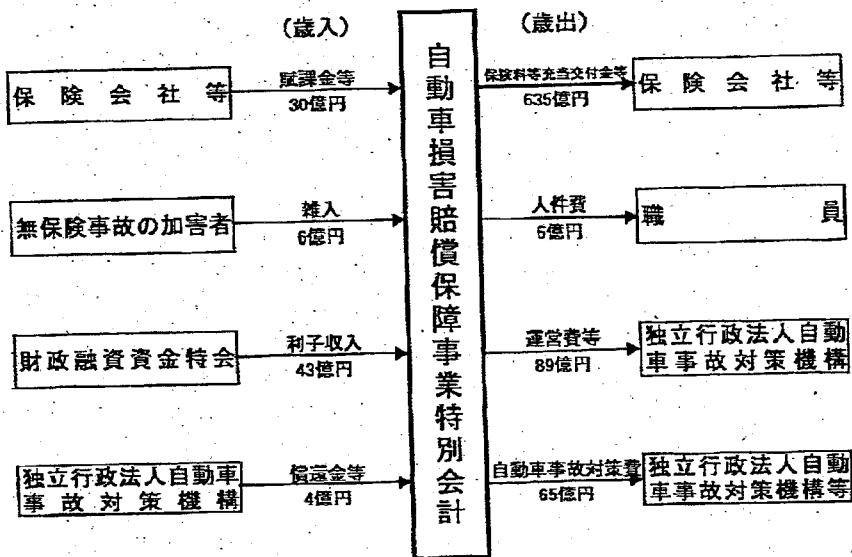 (歳入)
(歳出)
保険会社等
賦課金等
30億円
自動車損害賠償保障事業特別会計
保険料等充当交付金等
635億円
保険会社等
無保険事故の加害者
雑入
6億円
人件費
6億円
職員
財政融資資金特会
利子収入
43億円
運営費等
89億円
独立行政法人自動
車事故対策機構
独立行政法人自動車
事故対策機構
償還金等
4億円
自動車事故対策費
65億円
独立行政法人自動
車事故対策機構等